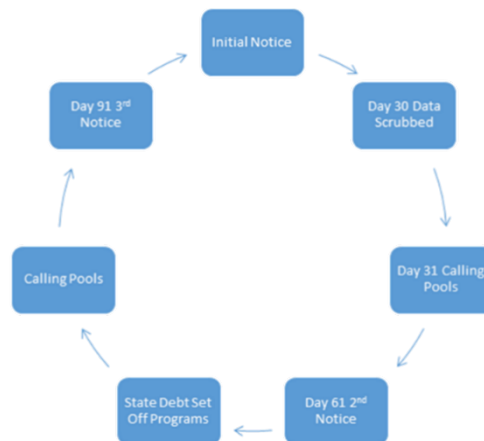 Initial Notice
Day 30 Data
Scrubbed
Day 31 Calling
Pools
Day 61 2nd
Notice
State Debt Set
Off Programs
Calling Pools
Day 91 3rd
Notice